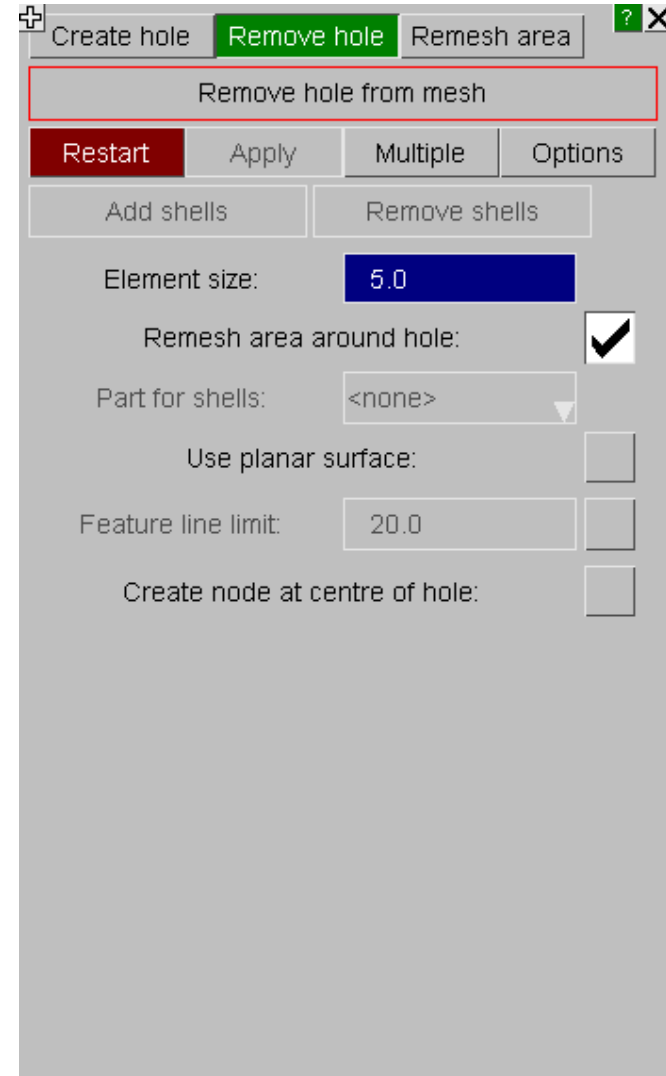 Create hole Remove hole Remesh area ? X
Remove hole from mesh
Restart Apply Multiple Options
Add shells Remove shells
Element size: 5.0
Remesh area around hole:
Part for shells: <none>
Use planar surface:
Feature line limit: 20.0
Create node at centre of hole: